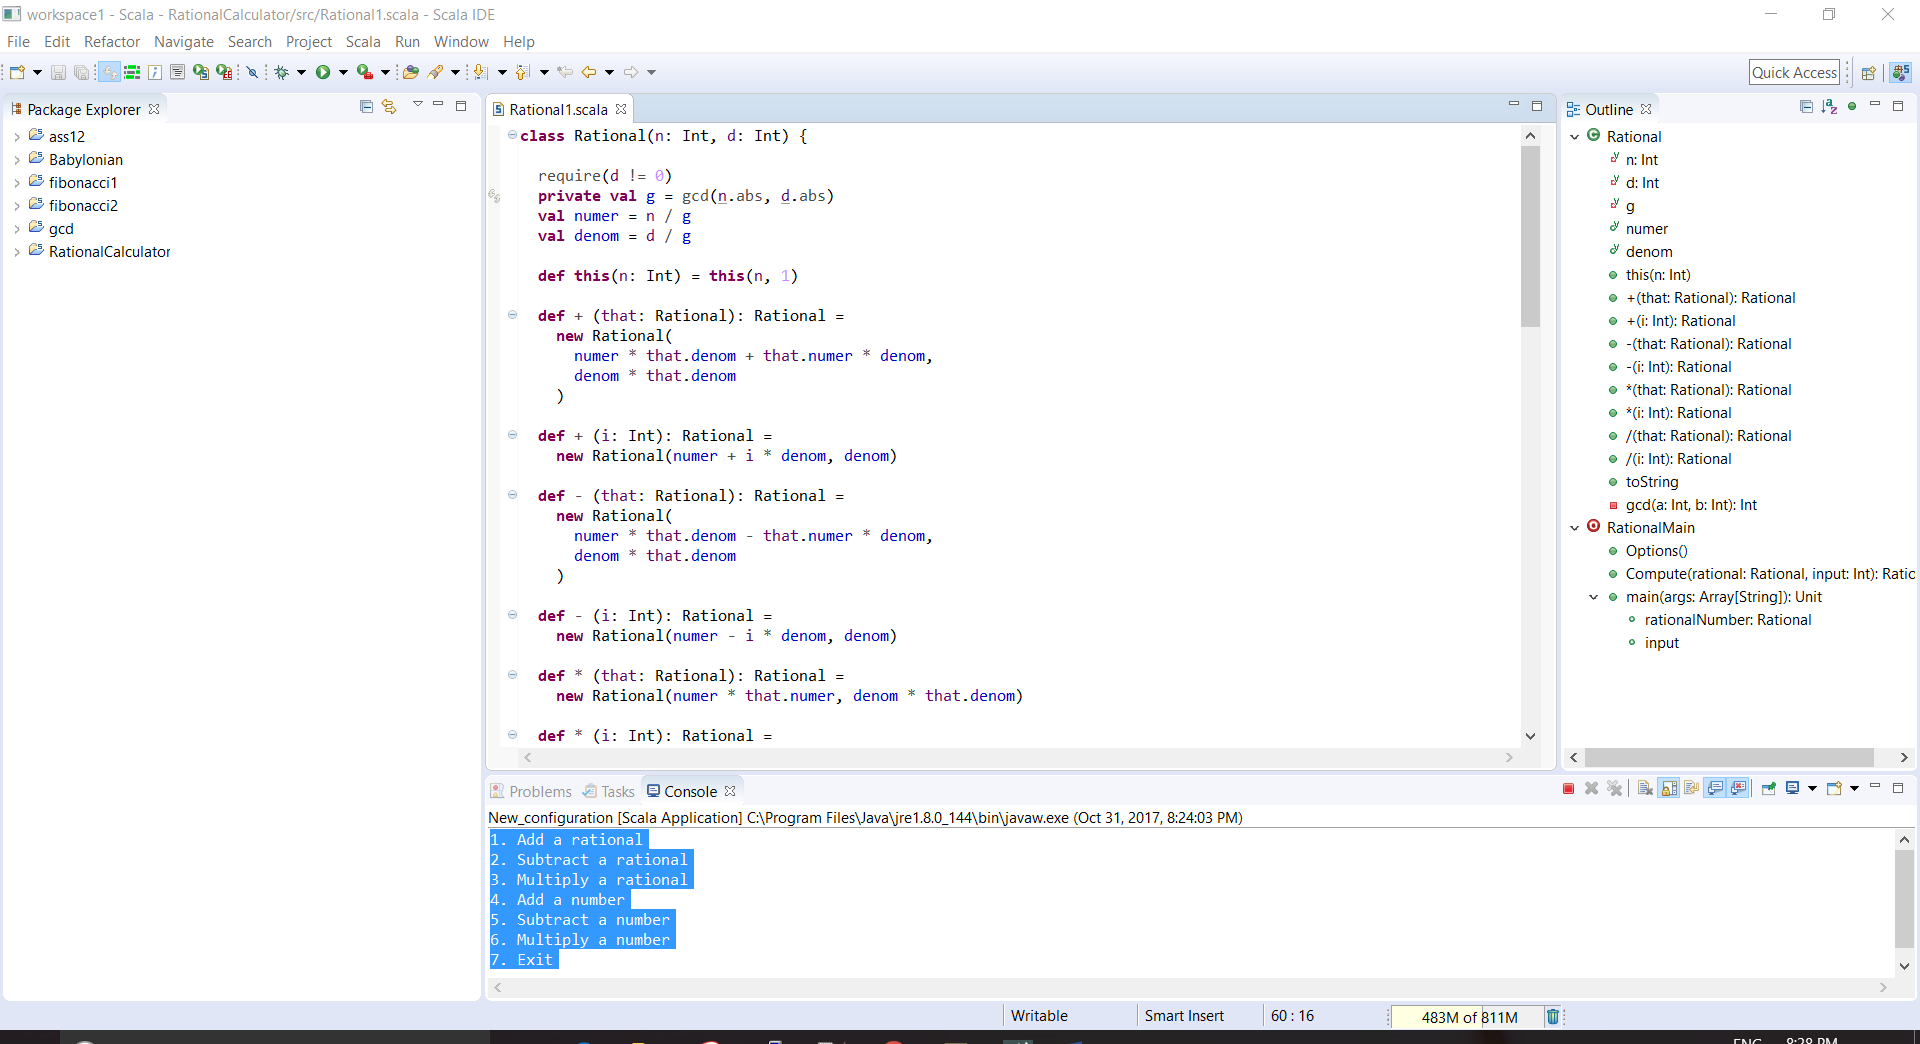 workspace1 - Scala - RationalCalculator/src/Rational1.scala - Scala IDE
File Edit Refactor Navigate Search Project Scala Run Window Help
Quick Access
Package Explorer
ass12
Babylonian
fibonacci1
fibonacci2
gcd
RationalCalculator
Rational1.scala
class Rational(n: Int, d: Int) {
require(d != 0)
private val g = gcd(n.abs, d.abs)
val numer = n / g
val denom = d / g
def this(n: Int) = this(n, 1)
def + (that: Rational): Rational =
new Rational(
numer * that.denom + that.numer * denom,
denom * that.denom
)
def + (i: Int): Rational =
new Rational(numer + i * denom, denom)
def - (that: Rational): Rational =
new Rational(
numer * that.denom - that.numer * denom,
denom * that.denom
)
def - (i: Int): Rational =
new Rational(numer - i * denom, denom)
def * (that: Rational): Rational =
new Rational(numer * that.numer, denom * that.denom)
def * (i: Int): Rational =
Outline
Rational
n: Int
d: Int
g
numer
denom
this(n: Int)
+(that: Rational): Rational
+(i: Int): Rational
-(that: Rational): Rational
-(i: Int): Rational
*(that: Rational): Rational
*(i: Int): Rational
/(that: Rational): Rational
/(i: Int): Rational
toString
gcd(a: Int, b: Int): Int
RationalMain
Options()
Compute(rational: Rational, input: Int): Ratic
main(args: Array[String]): Unit
rationalNumber: Rational
input
Problems Tasks Console
New_configuration [Scala Application] C:\Program Files\Java\jre1.8.0_144\bin\javaw.exe (Oct 31, 2017, 8:24:03 PM)
1. Add a rational
2. Subtract a rational
3. Multiply a rational
4. Add a number
5. Subtract a number
6. Multiply a number
7. Exit
Writable Smart Insert 60 : 16 483M of 811M
ENG 8:28 PM